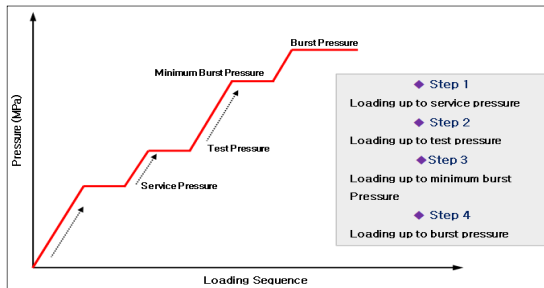 Burst Pressure
Minimum Burst Pressure
Test Pressure
Service Pressure
Pressure (MPa)
Loading Sequence
Step 1
Loading up to service pressure
Step 2
Loading up to test pressure
Step 3
Loading up to minimum burst
Pressure
Step 4
Loading up to burst pressure